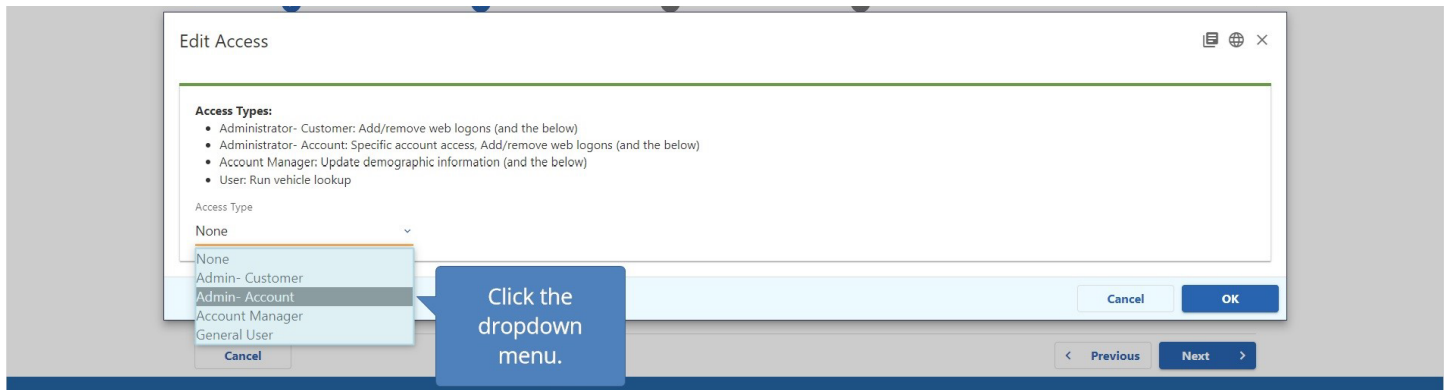 Edit Access
Access Types:
• Administrator- Customer: Add/remove web logons (and the below)
• Administrator- Account: Specific account access, Add/remove web logons (and the below)
• Account Manager: Update demographic information (and the below)
• User: Run vehicle lookup
Access Type
None
None
Admin- Customer
Admin- Account
Account Manager
General User
Click the
dropdown
menu.
Cancel
OK
Cancel
< Previous
Next >